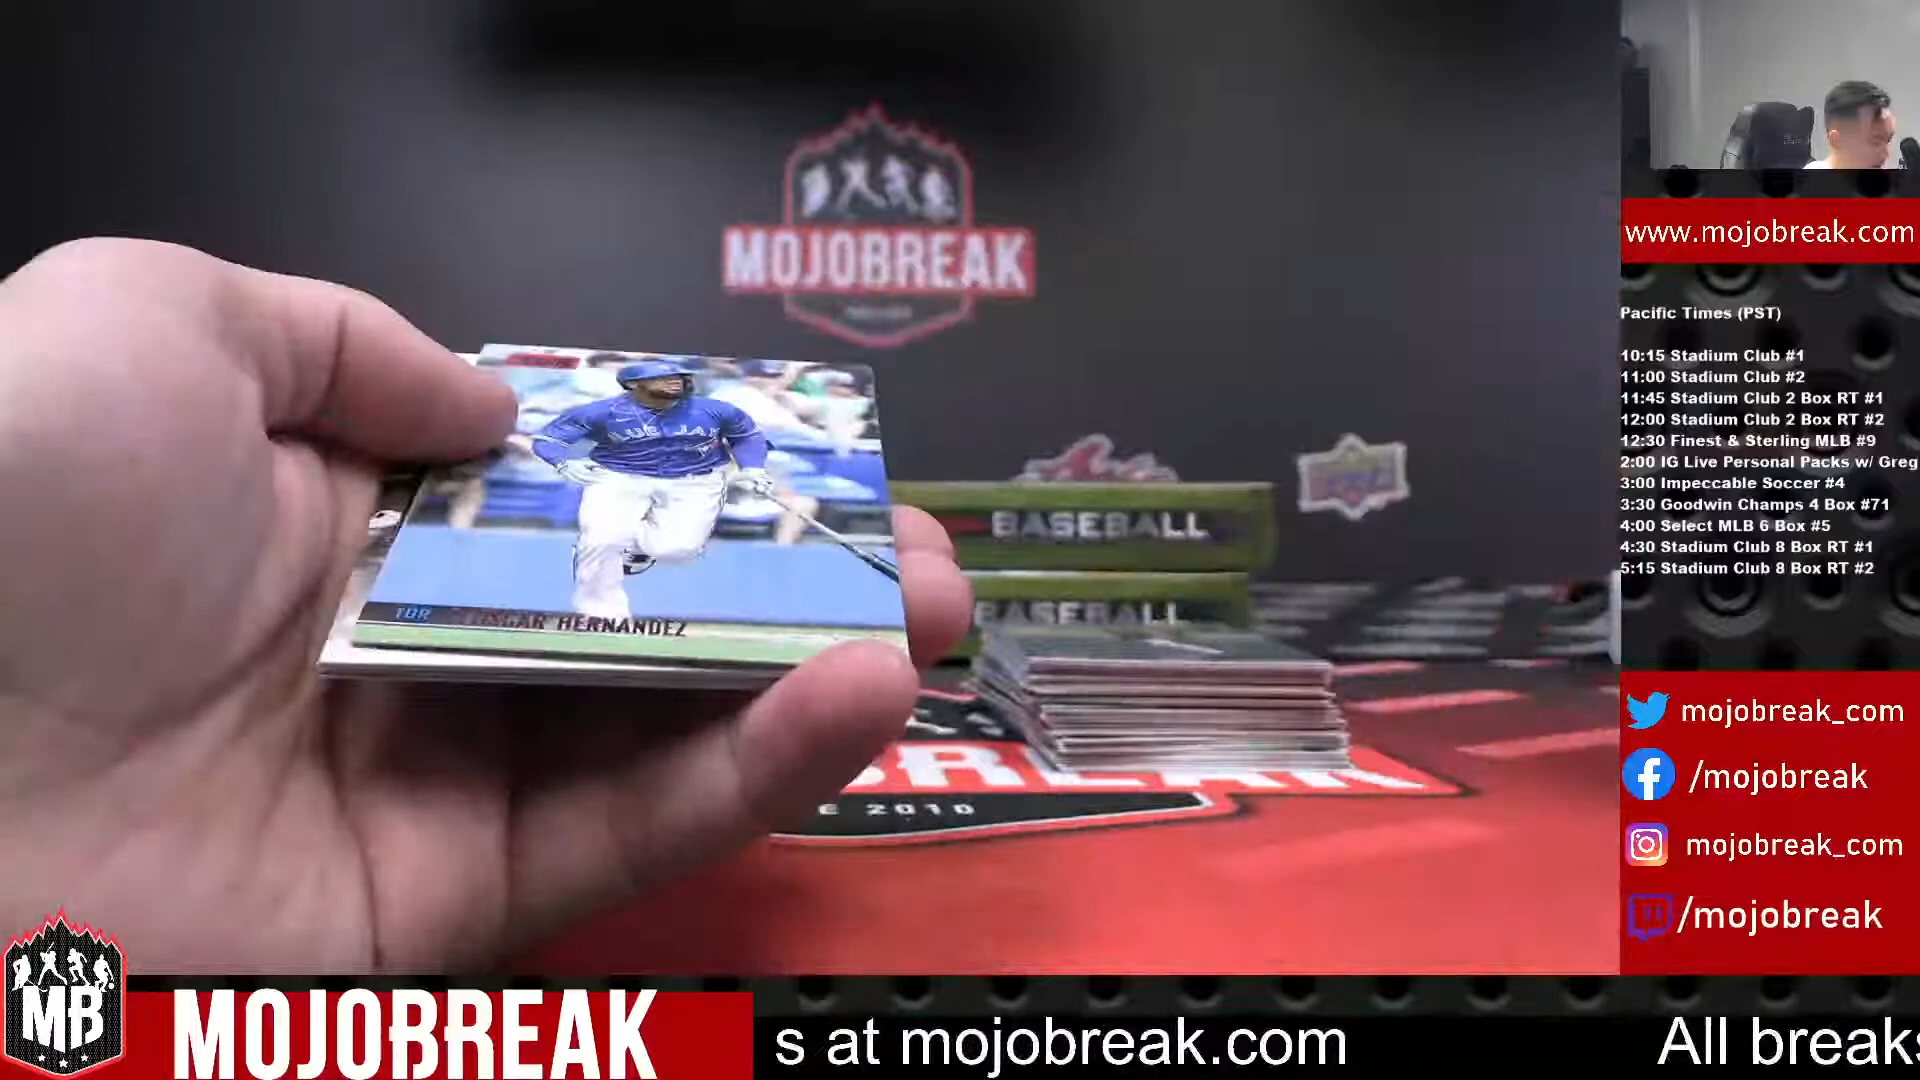 MOJOBREAK
www.mojobreak.com
Pacific Times (PST)
10:15 Stadium Club #1
11:00 Stadium Club #2
11:45 Stadium Club 2 Box RT #1
12:00 Stadium Club 2 Box RT #2
12:30 Finest & Sterling MLB #9
2:00 IG Live Personal Packs w/ Greg
3:00 Impeccable Soccer #4
3:30 Goodwin Champs 4 Box #71
4:00 Select MLB 6 Box #5
4:30 Stadium Club 8 Box RT #1
5:15 Stadium Club 8 Box RT #2
BLUE JAY
TOR HERNANDEZ
BASEBALL
BASEBALL
E 2010
mojobreak_com
/mojobreak
mojobreak_com
/mojobreak
MB
MOJOBREAK
s at mojobreak.com
All breaks